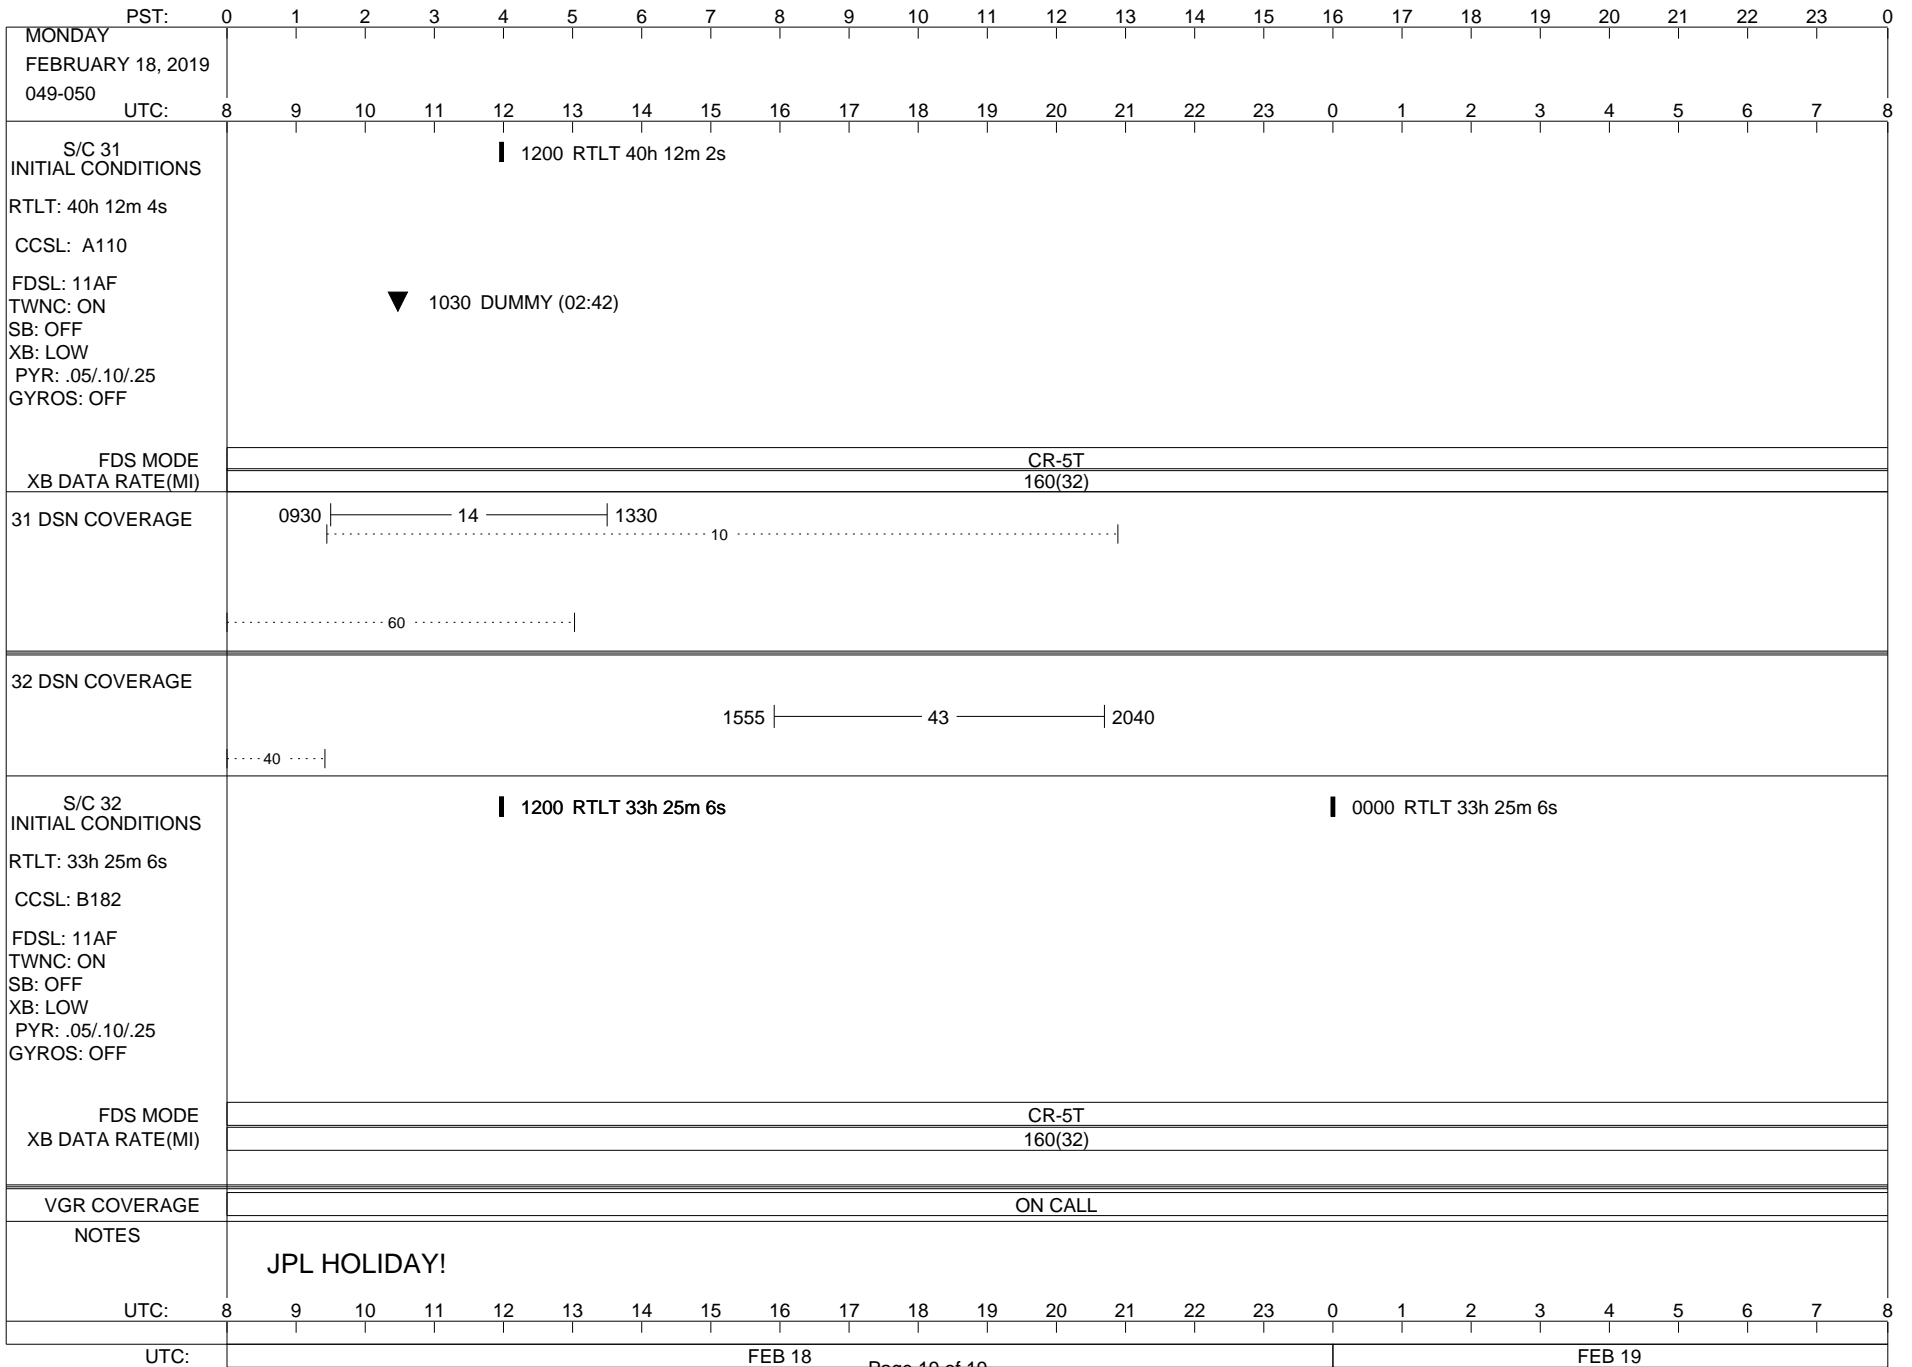 PST: 0 1 2 3 4 5 6 7 8 9 10 11 12 13 14 15 16 17 18 19 20 21 22 23 0
MONDAY
FEBRUARY 18, 2019
049-050
UTC: 8 9 10 11 12 13 14 15 16 17 18 19 20 21 22 23 0 1 2 3 4 5 6 7 8
S/C 31
INITIAL CONDITIONS
1200 RTLT 40h 12m 2s
RTLT: 40h 12m 4s
CCSL: A110
FDSL: 11AF
TWNC: ON
1030 DUMMY (02:42)
SB: OFF
XB: LOW
PYR: .05/.10/.25
GYROS: OFF
FDS MODE CR-5T
XB DATA RATE(MI) 160(32)
31 DSN COVERAGE 0930 14 1330
10
60
32 DSN COVERAGE
1555 43 2040
40
S/C 32
INITIAL CONDITIONS
1200 RTLT 33h 25m 6s 0000 RTLT 33h 25m 6s
RTLT: 33h 25m 6s
CCSL: B182
FDSL: 11AF
TWNC: ON
SB: OFF
XB: LOW
PYR: .05/.10/.25
GYROS: OFF
FDS MODE CR-5T
XB DATA RATE(MI) 160(32)
VGR COVERAGE ON CALL
NOTES
JPL HOLIDAY!
UTC: 8 9 10 11 12 13 14 15 16 17 18 19 20 21 22 23 0 1 2 3 4 5 6 7 8
UTC: FEB 18 FEB 19